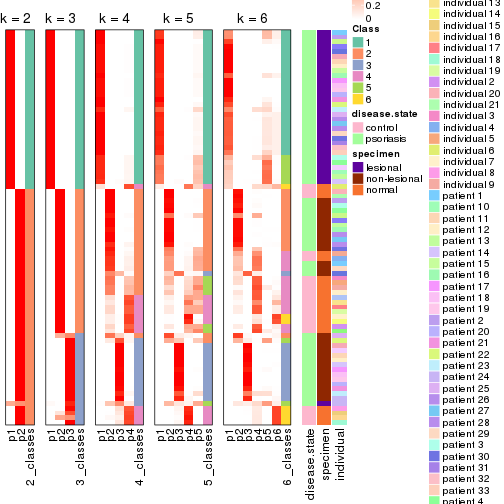 k = 2
k = 3
k = 4
k = 5
k = 6
0.2
0
Class
1
2
3
4
5
6
disease.state
control
psoriasis
specimen
lesional
non-lesional
normal
individual 13
individual 14
individual 15
individual 16
individual 17
individual 18
individual 19
individual 2
individual 20
individual 21
individual 3
individual 4
individual 5
individual 6
individual 7
individual 8
individual 9
patient 1
patient 10
patient 11
patient 12
patient 13
patient 14
patient 15
patient 16
patient 17
patient 18
patient 19
patient 2
patient 20
patient 21
patient 22
patient 23
patient 24
patient 25
patient 26
patient 27
patient 28
patient 29
patient 3
patient 30
patient 31
patient 32
patient 33
patient 4
p1
p2
2_classes
p1
p2
p3
3_classes
p1
p2
p3
p4
4_classes
p1
p2
p3
p4
p5
5_classes
p1
p2
p3
p4
p5
p6
6_classes
disease.state
specimen
individual